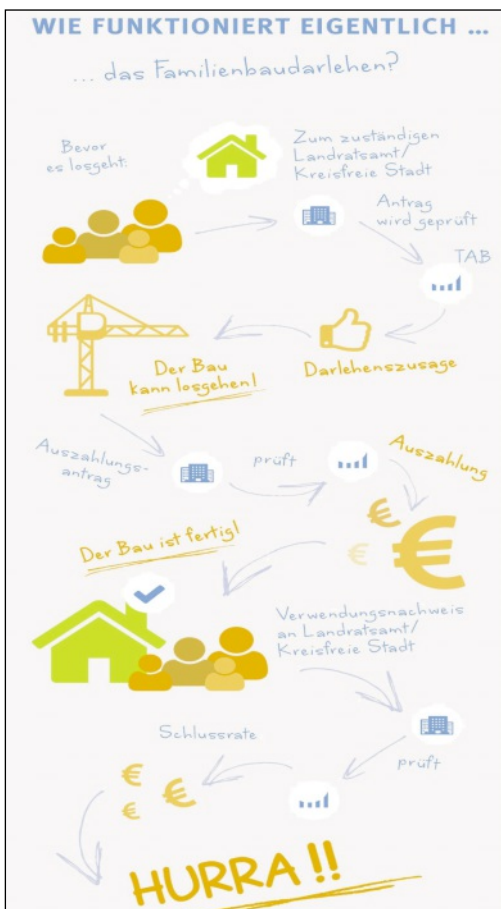 WIE FUNKTIONIERT EIGENTLICH ...
... das Familienbaudarlehen?
Bevor
es losgeht:
Zum zuständigen
Landratsamt/
Kreisfreie Stadt
Antrag
wird geprüft
TAB
Darlehenszusage
Der Bau
kann losgehen!
Auszahlungs-
antrag
prüft
Auszahlung
€
€
€
Der Bau ist fertig!
Verwendungsnachweis
an Landratsamt/
Kreisfreie Stadt
prüft
Schlussrate
€
€
€
HURRA!!